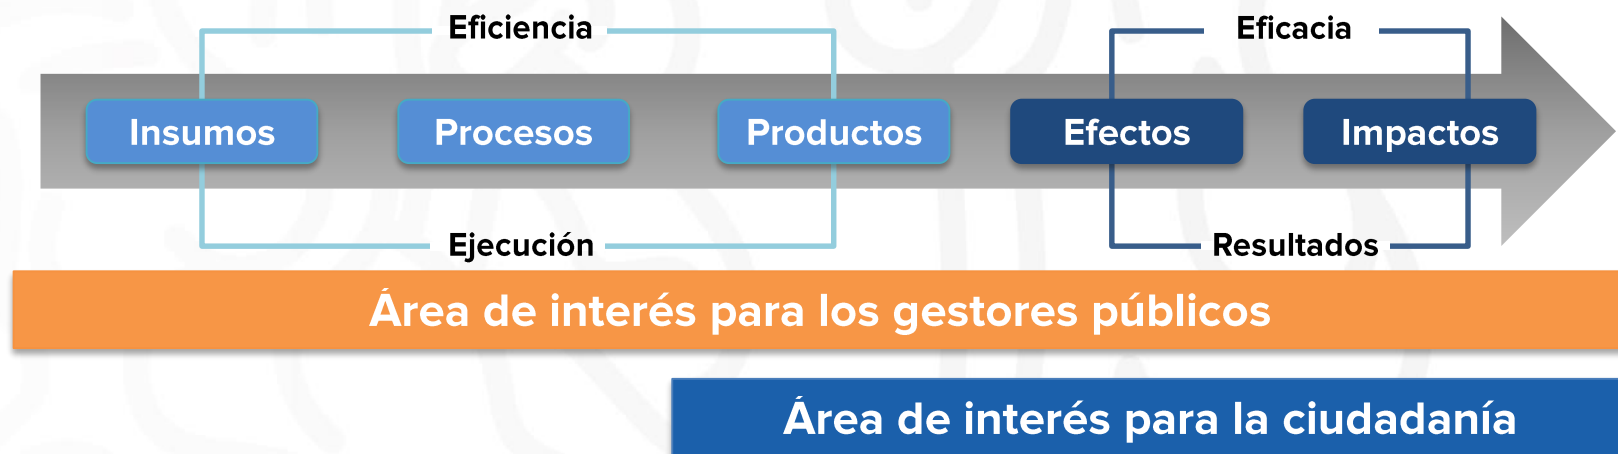 Eficiencia
Eficacia
Insumos
Procesos
Productos
Efectos
Impactos
Ejecución
Resultados
Área de interés para los gestores públicos
Área de interés para la ciudadanía